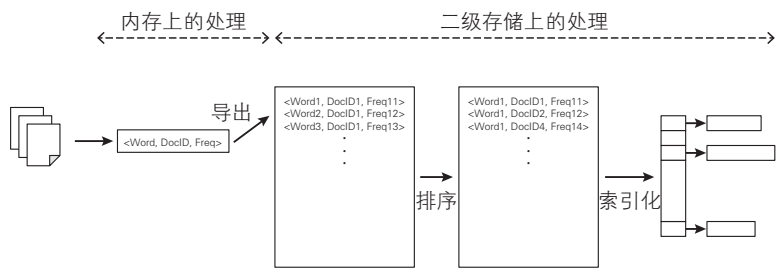 内存上的处理
二级存储上的处理
<Word, DocID, Freq>
导出
<Word1, DocID1, Freq11>
<Word2, DocID1, Freq12>
<Word3, DocID1, Freq13>
排序
<Word1, DocID1, Freq11>
<Word1, DocID2, Freq12>
<Word1, DocID4, Freq14>
索引化